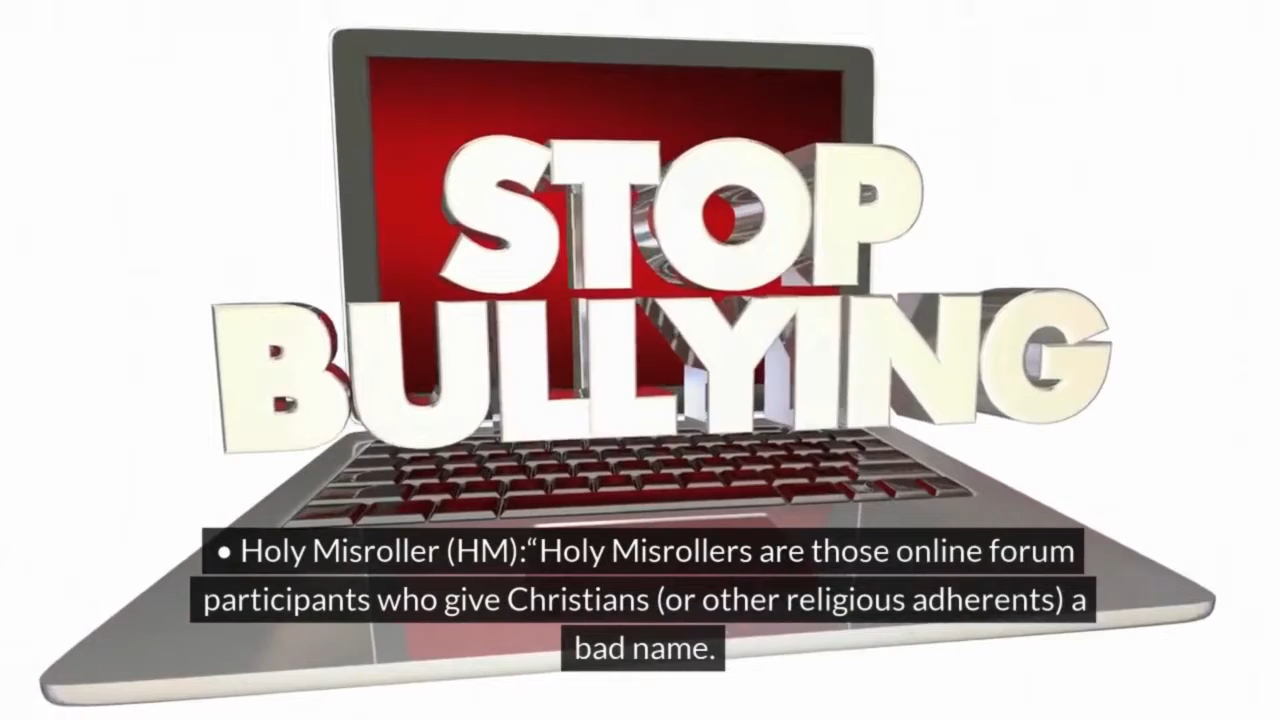 STOP
BULLYING
● Holy Misroller (HM):“Holy Misrollers are those online forum
participants who give Christians (or other religious adherents) a
bad name.